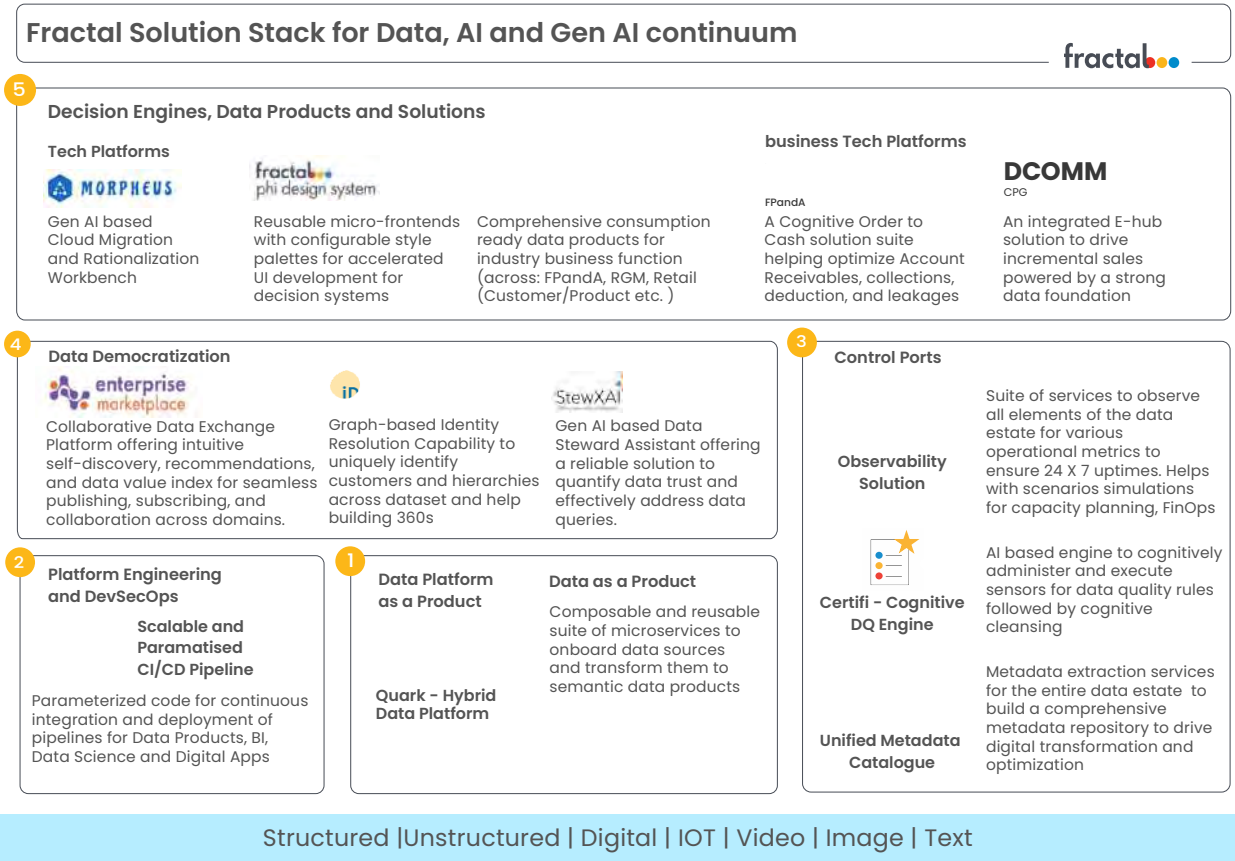 Fractal Solution Stack for Data, AI and Gen AI continuum
fractal
5
Decision Engines, Data Products and Solutions
Tech Platforms
MORPHEUS
Gen AI based
Cloud Migration
and Rationalization
Workbench
fractal
phi design system
Reusable micro-frontends
with configurable style
palettes for accelerated
UI development for
decision systems
Comprehensive consumption
ready data products for
industry business function
(across: FPandA, RGM, Retail
(Customer/Product etc. )
business Tech Platforms
FPandA
A Cognitive Order to
Cash solution suite
helping optimize Account
Receivables, collections,
deduction, and leakages
DCOMM
CPG
An integrated E-hub
solution to drive
incremental sales
powered by a strong
data foundation
4
Data Democratization
enterprise
marketplace
Collaborative Data Exchange
Platform offering intuitive
self-discovery, recommendations,
and data value index for seamless
publishing, subscribing, and
collaboration across domains.
Graph-based Identity
Resolution Capability to
uniquely identify
customers and hierarchies
across dataset and help
building 360s
StewXAI
Gen AI based Data
Steward Assistant offering
a reliable solution to
quantify data trust and
effectively address data
queries.
3
Control Ports
Observability
Solution
Suite of services to observe
all elements of the data
estate for various
operational metrics to
ensure 24 X 7 uptimes. Helps
with scenarios simulations
for capacity planning, FinOps
Certifi - Cognitive
DQ Engine
AI based engine to cognitively
administer and execute
sensors for data quality rules
followed by cognitive
cleansing
Unified Metadata
Catalogue
Metadata extraction services
for the entire data estate to
build a comprehensive
metadata repository to drive
digital transformation and
optimization
2
Platform Engineering
and DevSecOps
Scalable and
Paramatised
CI/CD Pipeline
Parameterized code for continuous
integration and deployment of
pipelines for Data Products, BI,
Data Science and Digital Apps
1
Data Platform
as a Product
Quark - Hybrid
Data Platform
Data as a Product
Composable and reusable
suite of microservices to
onboard data sources
and transform them to
semantic data products
Structured |Unstructured | Digital | IOT | Video | Image | Text